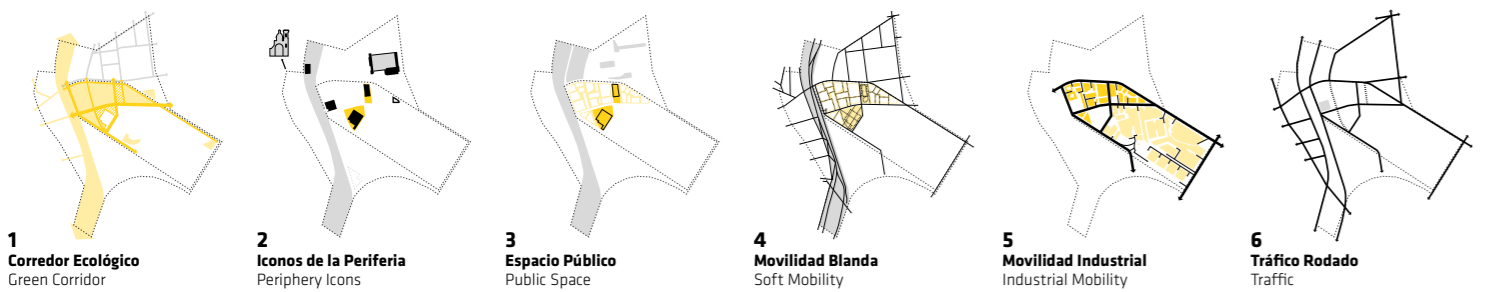 1
Corredor Ecológico
Green Corridor
2
Iconos de la Periferia
Periphery Icons
3
Espacio Público
Public Space
4
Movilidad Blanda
Soft Mobility
5
Movilidad Industrial
Industrial Mobility
6
Tráfico Rodado
Traffic